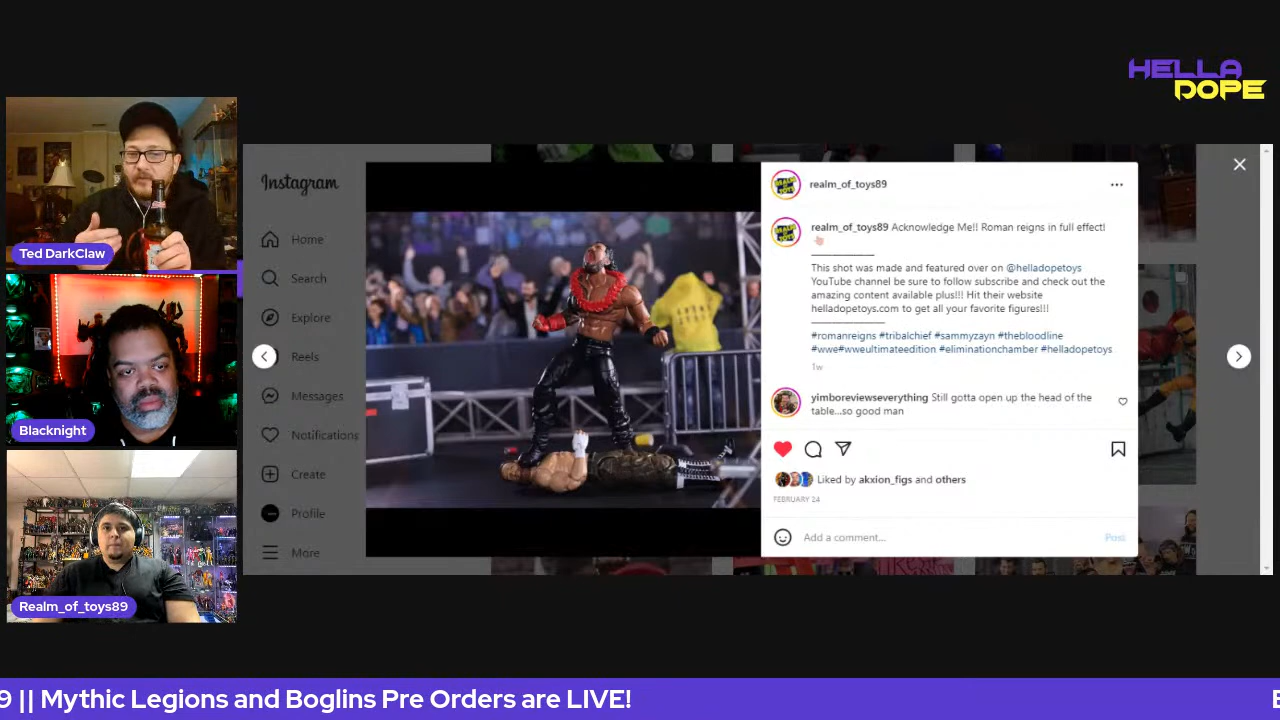 HELLA
DOPE
Ted DarkClaw
Blacknight
Realm_of_toys89
Instagram
Home
Search
Explore
Reels
Messages
Notifications
Create
Profile
More
realm_of_toys89
realm_of_toys89 Acknowledge Me!! Roman reigns in full effect!
This shot was made and featured over on @helladopetoys
YouTube channel be sure to follow subscribe and check out the
amazing content available plus!!! Hit their website
helladopetoys.com to get all your favorite figures!!!
#romanreigns #tribalchief #sammyzayn #thebloodline
#wwe#wweultimateedition #eliminationchamber #helladopetoys
1w
yimboreviewseverything Still gotta open up the head of the
table...so good man
Liked by akxion_figs and others
FEBRUARY 24
Add a comment...
Post
9 || Mythic Legions and Boglins Pre Orders are LIVE!